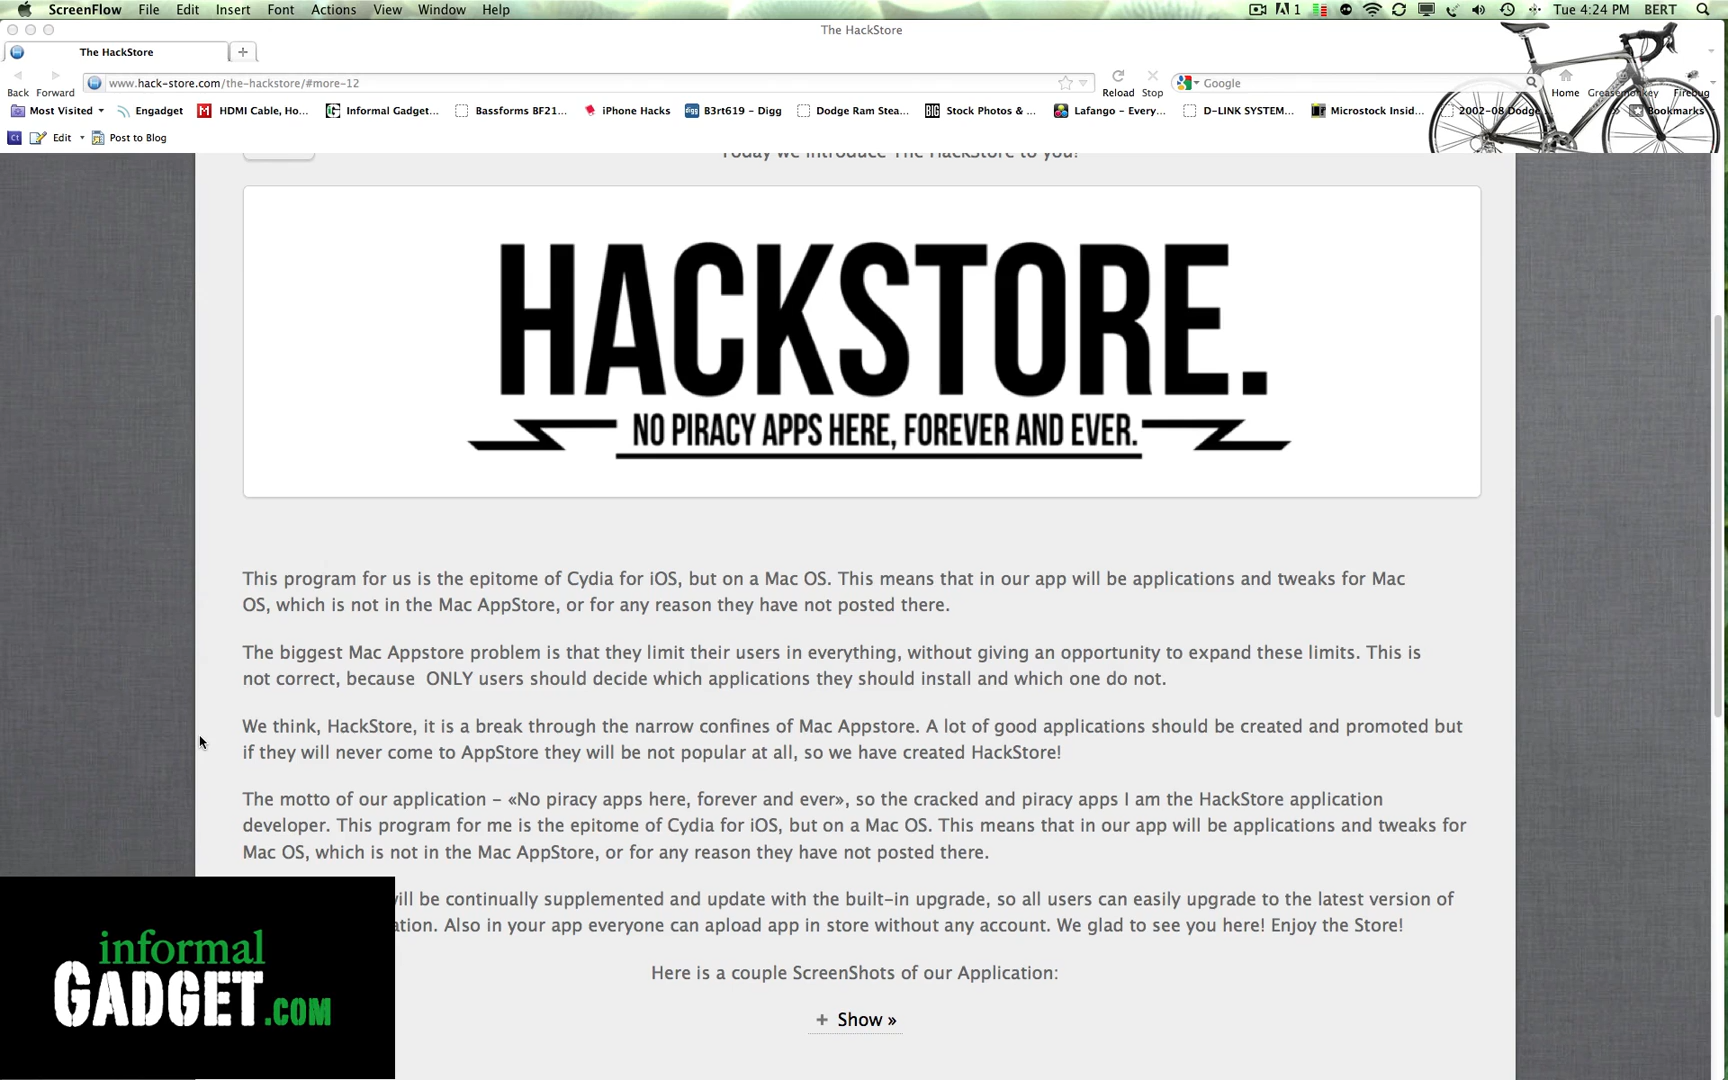 ScreenFlow File Edit Insert Font Actions View Window Help 1 Tue 4:24 PM BERT
The HackStore
The HackStore
www.hack-store.com/the-hackstore/#more-12 Google
Back Forward Reload Stop Home Greasemonkey Firebug
Most Visited Engadget HDMI Cable, Ho... Informal Gadget... Bassforms BF21... iPhone Hacks B3rt619 – Digg Dodge Ram Stea... Stock Photos & ... Lafango – Every... D-LINK SYSTEM... Microstock Insid... 2002-08 Dodge Bookmarks
Edit Post to Blog
Today we introduce The HackStore to you!
HACKSTORE.
NO PIRACY APPS HERE, FOREVER AND EVER.
This program for us is the epitome of Cydia for iOS, but on a Mac OS. This means that in our app will be applications and tweaks for Mac
OS, which is not in the Mac AppStore, or for any reason they have not posted there.
The biggest Mac Appstore problem is that they limit their users in everything, without giving an opportunity to expand these limits. This is
not correct, because ONLY users should decide which applications they should install and which one do not.
We think, HackStore, it is a break through the narrow confines of Mac Appstore. A lot of good applications should be created and promoted but
if they will never come to AppStore they will be not popular at all, so we have created HackStore!
The motto of our application – «No piracy apps here, forever and ever», so the cracked and piracy apps I am the HackStore application
developer. This program for me is the epitome of Cydia for iOS, but on a Mac OS. This means that in our app will be applications and tweaks for
Mac OS, which is not in the Mac AppStore, or for any reason they have not posted there.
will be continually supplemented and update with the built-in upgrade, so all users can easily upgrade to the latest version of
ation. Also in your app everyone can apload app in store without any account. We glad to see you here! Enjoy the Store!
Here is a couple ScreenShots of our Application:
+ Show »
informal
GADGET.COM